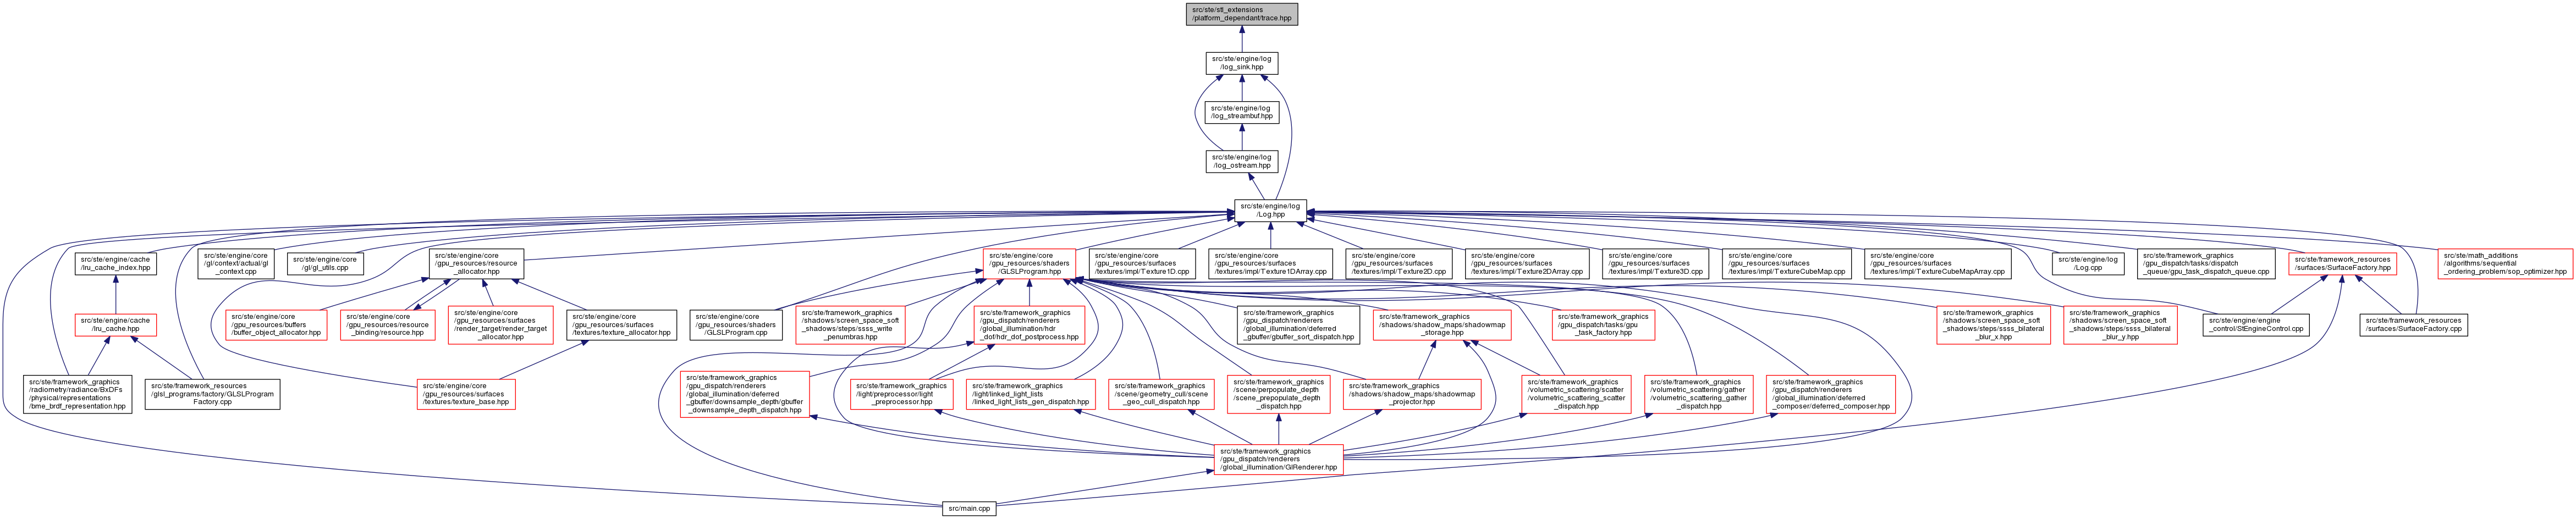 src/ste/stl_extensions
/platform_dependant/trace.hpp
src/ste/engine/log
/log_sink.hpp
src/ste/engine/log
/log_streambuf.hpp
src/ste/engine/log
/log_ostream.hpp
src/ste/engine/log
/Log.hpp
src/ste/engine/cache
/lru_cache_index.hpp
src/ste/engine/core
/gl/context/actual/gl
_context.cpp
src/ste/engine/core
/gl/gl_utils.cpp
src/ste/engine/core
/gpu_resources/resource
_allocator.hpp
src/ste/engine/core
/gpu_resources/shaders
/GLSLProgram.hpp
src/ste/engine/core
/gpu_resources/surfaces
/textures/impl/Texture1D.cpp
src/ste/engine/core
/gpu_resources/surfaces
/textures/impl/Texture1DArray.cpp
src/ste/engine/core
/gpu_resources/surfaces
/textures/impl/Texture2D.cpp
src/ste/engine/core
/gpu_resources/surfaces
/textures/impl/Texture2DArray.cpp
src/ste/engine/core
/gpu_resources/surfaces
/textures/impl/Texture3D.cpp
src/ste/engine/core
/gpu_resources/surfaces
/textures/impl/TextureCubeMap.cpp
src/ste/engine/core
/gpu_resources/surfaces
/textures/impl/TextureCubeMapArray.cpp
src/ste/engine/log
/Log.cpp
src/ste/framework_graphics
/gpu_dispatch/tasks/dispatch
_queue/gpu_task_dispatch_queue.cpp
src/ste/framework_resources
/surfaces/SurfaceFactory.hpp
src/ste/math_additions
/algorithms/sequential
_ordering_problem/sop_optimizer.hpp
src/ste/engine/cache
/lru_cache.hpp
src/ste/engine/core
/gpu_resources/buffers
/buffer_object_allocator.hpp
src/ste/engine/core
/gpu_resources/resource
_binding/resource.hpp
src/ste/engine/core
/gpu_resources/surfaces
/render_target/render_target
_allocator.hpp
src/ste/engine/core
/gpu_resources/surfaces
/textures/texture_allocator.hpp
src/ste/engine/core
/gpu_resources/shaders
/GLSLProgram.cpp
src/ste/framework_graphics
/shadows/screen_space_soft
_shadows/steps/ssss_write
_penumbras.hpp
src/ste/framework_graphics
/gpu_dispatch/renderers
/global_illumination/hdr
_dof/hdr_dof_postprocess.hpp
src/ste/framework_graphics
/gpu_dispatch/renderers
/global_illumination/deferred
_gbuffer/gbuffer_sort_dispatch.hpp
src/ste/framework_graphics
/shadows/shadow_maps/shadowmap
_storage.hpp
src/ste/framework_graphics
/gpu_dispatch/tasks/gpu
_task_factory.hpp
src/ste/framework_graphics
/shadows/screen_space_soft
_shadows/steps/ssss_bilateral
_blur_x.hpp
src/ste/framework_graphics
/shadows/screen_space_soft
_shadows/steps/ssss_bilateral
_blur_y.hpp
src/ste/engine/engine
_control/StEngineControl.cpp
src/ste/framework_resources
/surfaces/SurfaceFactory.cpp
src/ste/framework_graphics
/radiometry/radiance/BxDFs
/physical/representations
/bme_brdf_representation.hpp
src/ste/framework_resources
/glsl_programs/factory/GLSLProgram
Factory.cpp
src/ste/engine/core
/gpu_resources/surfaces
/textures/texture_base.hpp
src/ste/framework_graphics
/gpu_dispatch/renderers
/global_illumination/deferred
_gbuffer/downsample_depth/gbuffer
_downsample_depth_dispatch.hpp
src/ste/framework_graphics
/light/preprocessor/light
_preprocessor.hpp
src/ste/framework_graphics
/light/linked_light_lists
/linked_light_lists_gen_dispatch.hpp
src/ste/framework_graphics
/scene/geometry_cull/scene
_geo_cull_dispatch.hpp
src/ste/framework_graphics
/scene/perpopulate_depth
/scene_prepopulate_depth
_dispatch.hpp
src/ste/framework_graphics
/shadows/shadow_maps/shadowmap
_projector.hpp
src/ste/framework_graphics
/volumetric_scattering/scatter
/volumetric_scattering_scatter
_dispatch.hpp
src/ste/framework_graphics
/volumetric_scattering/gather
/volumetric_scattering_gather
_dispatch.hpp
src/ste/framework_graphics
/gpu_dispatch/renderers
/global_illumination/deferred
_composer/deferred_composer.hpp
src/ste/framework_graphics
/gpu_dispatch/renderers
/global_illumination/GIRenderer.hpp
src/main.cpp